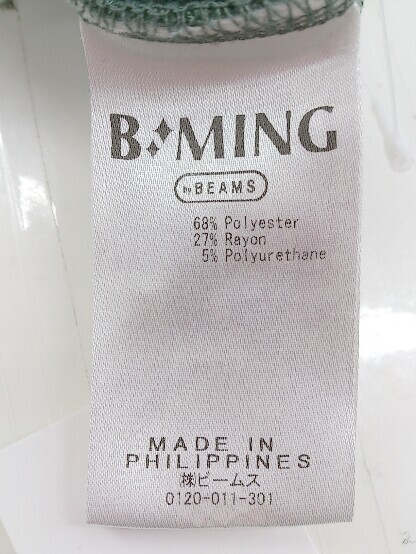 B:MING
by BEAMS
68% Polyester
27% Rayon
5% Polyurethane
MADE IN
PHILIPPINES
㈱ビームス
0120-011-301